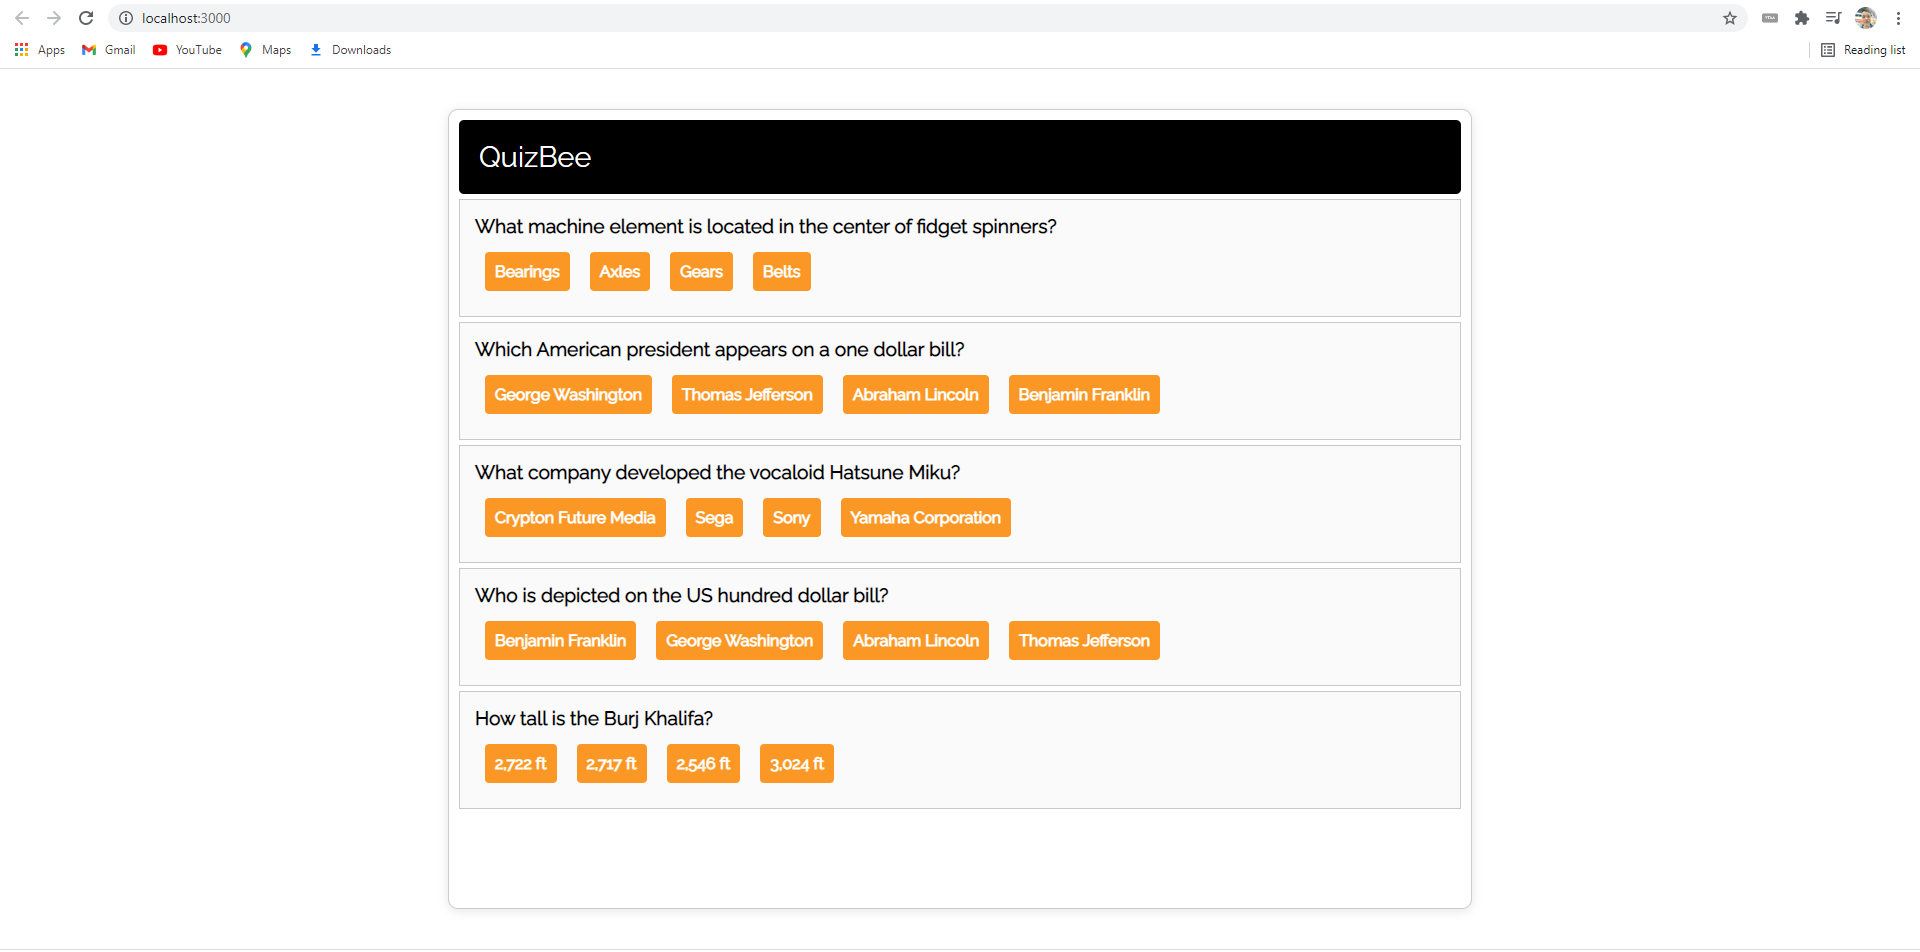 localhost:3000
Apps Gmail YouTube Maps Downloads Reading list
QuizBee
What machine element is located in the center of fidget spinners?
Bearings Axles Gears Belts
Which American president appears on a one dollar bill?
George Washington Thomas Jefferson Abraham Lincoln Benjamin Franklin
What company developed the vocaloid Hatsune Miku?
Crypton Future Media Sega Sony Yamaha Corporation
Who is depicted on the US hundred dollar bill?
Benjamin Franklin George Washington Abraham Lincoln Thomas Jefferson
How tall is the Burj Khalifa?
2,722 ft 2,717 ft 2,546 ft 3,024 ft